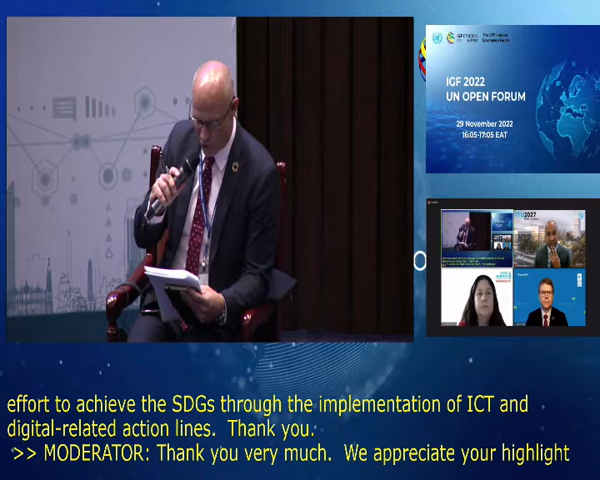 IGF 2022
UN OPEN FORUM
29 November 2022
16:05-17:05 EAT
effort to achieve the SDGs through the implementation of ICT and
digital-related action lines. Thank you.
>> MODERATOR: Thank you very much. We appreciate your highlight